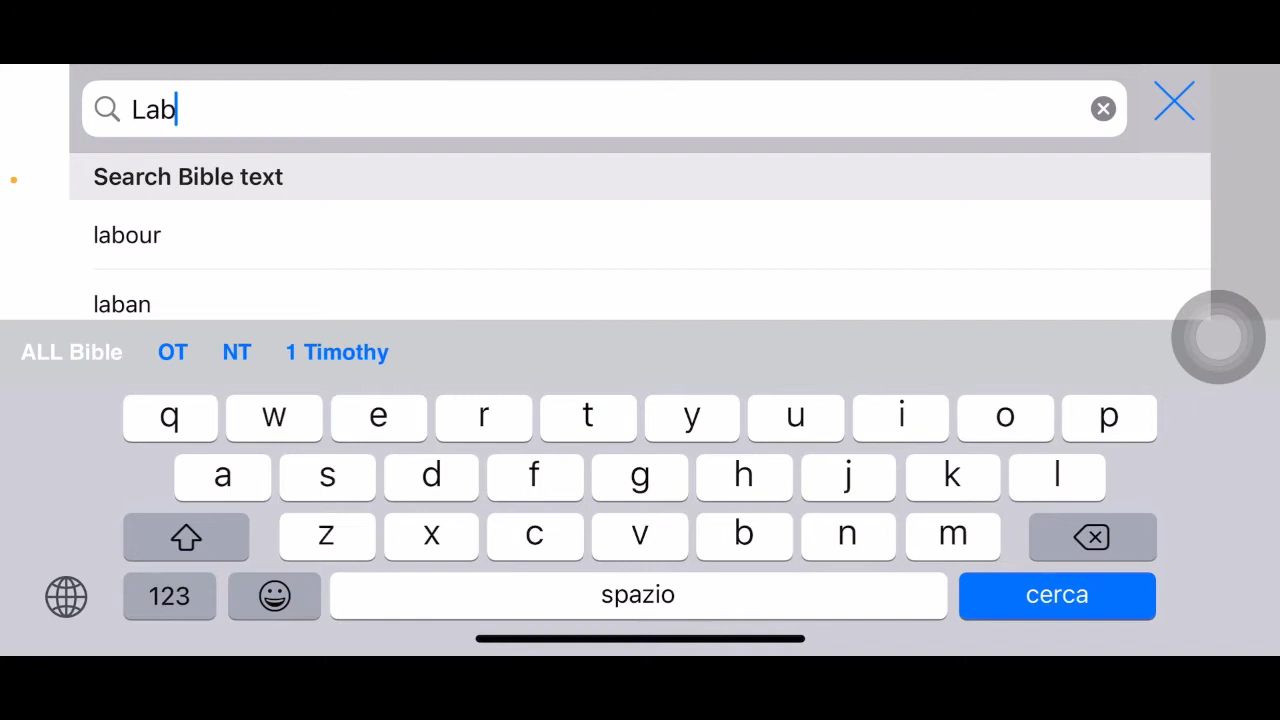 Lab
Search Bible text
labour
laban
ALL Bible OT NT 1 Timothy
q w e r t y u i o p
a s d f g h j k l
z x c v b n m
123 spazio cerca